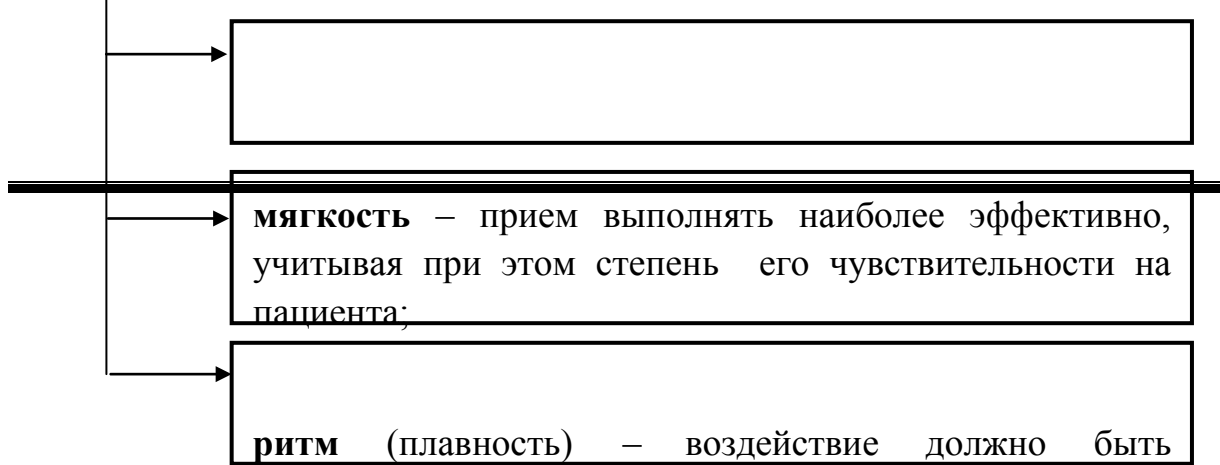 мягкость – прием выполнять наиболее эффективно,
учитывая при этом степень его чувствительности на
пациента;
ритм (плавность) – воздействие должно быть